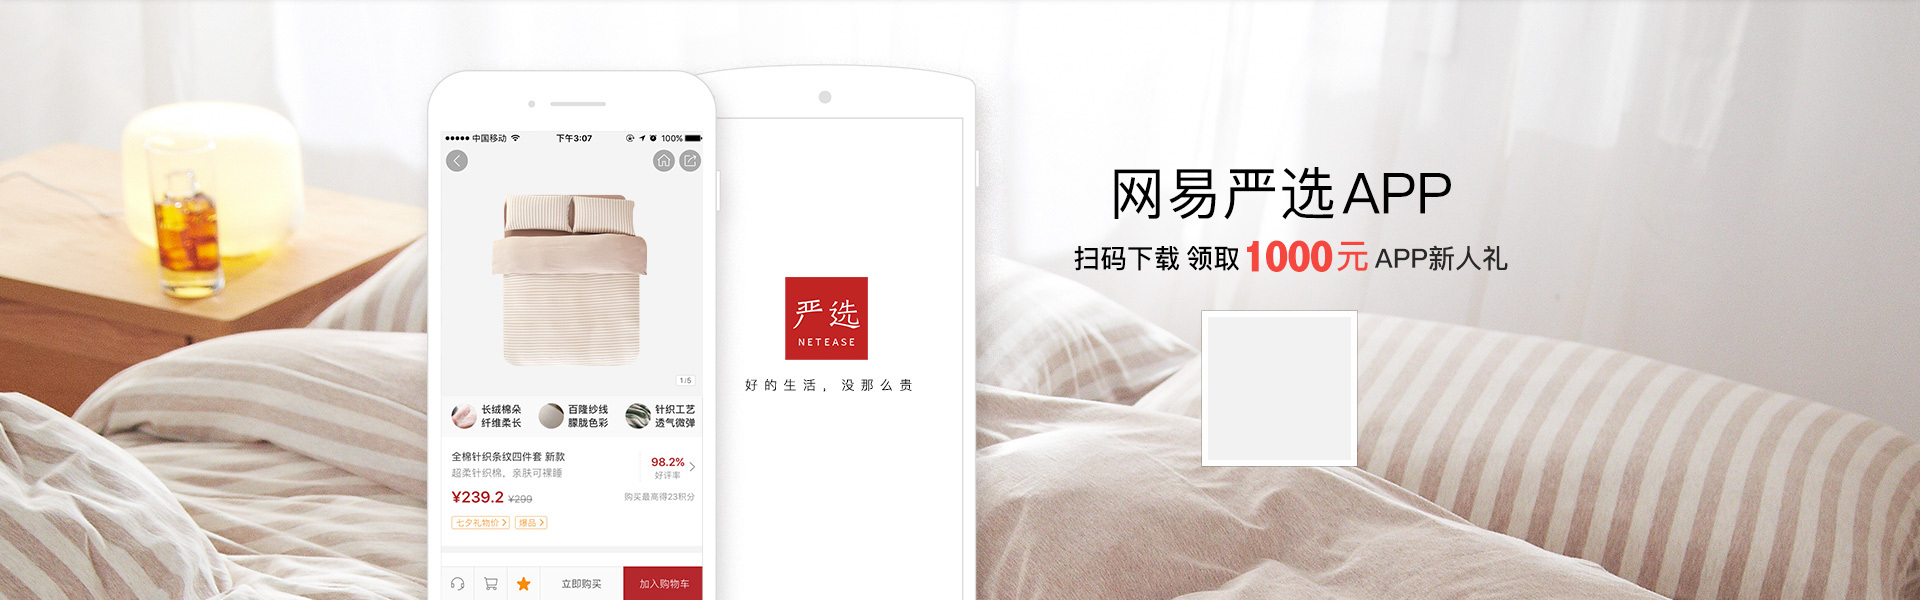 中国移动 下午3:07 100%
1/5
长绒棉朵 百隆纱线 针织工艺
纤维柔长 朦胧色彩 透气微弹
全棉针织条纹四件套 新款
超柔针织棉，亲肤可裸睡
98.2%
好评率
¥239.2 ¥299
购买最高得23积分
七夕礼物价 爆品
立即购买 加入购物车
严选
NETEASE
好的生活，没那么贵
网易严选APP
扫码下载 领取1000元 APP新人礼